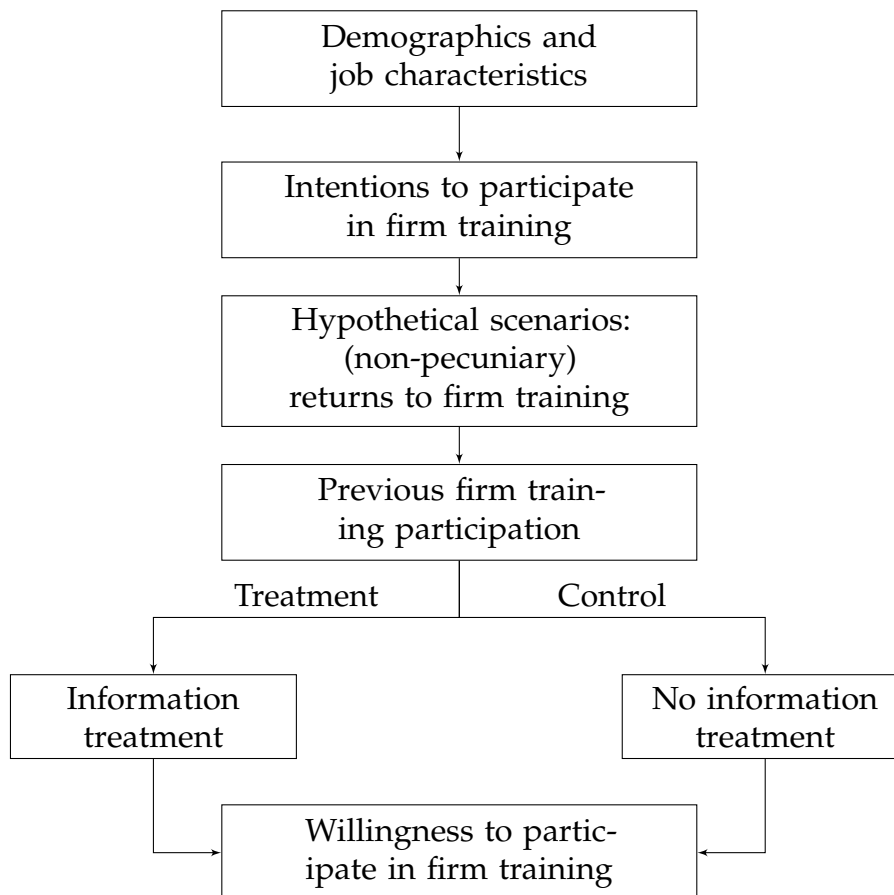 Demographics and
job characteristics
Intentions to participate
in firm training
Hypothetical scenarios:
(non-pecuniary)
returns to firm training
Previous firm train-
ing participation
Treatment
Control
Information
treatment
No information
treatment
Willingness to partic-
ipate in firm training